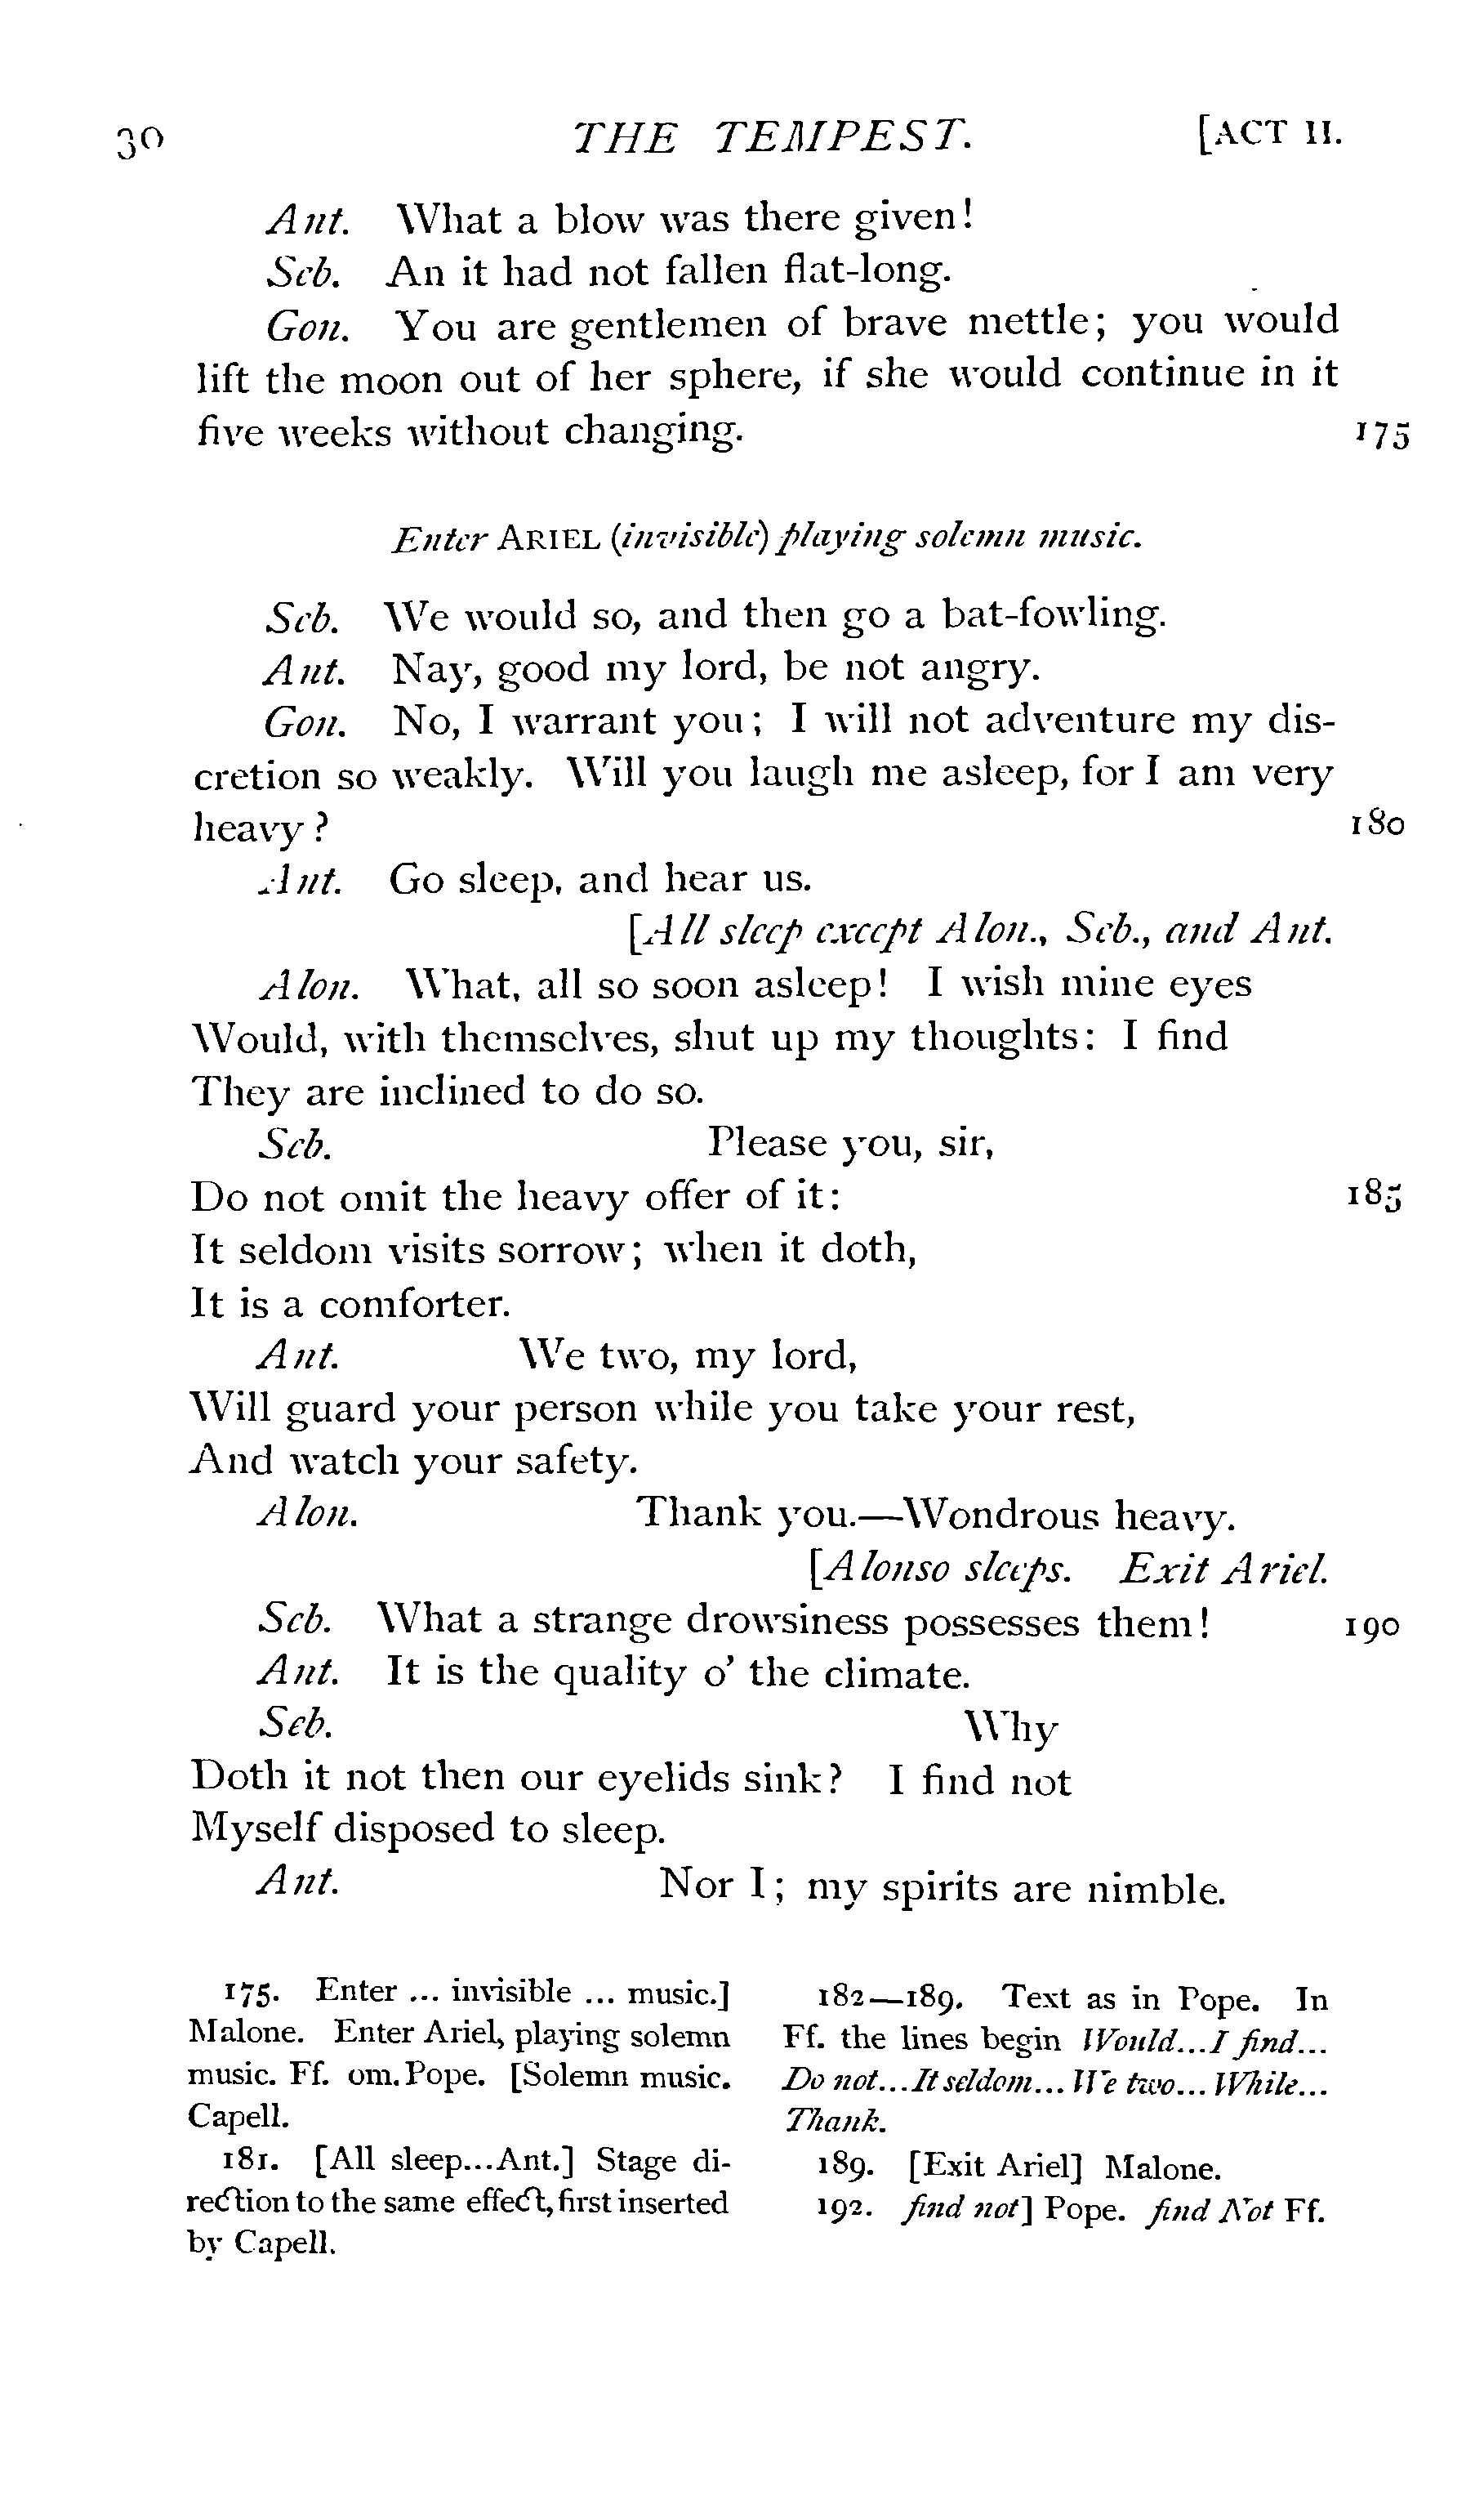 30 THE TEMPEST. [ACT II.
Ant. What a blow was there given!
Seb. An it had not fallen flat-long.
Gon. You are gentlemen of brave mettle; you would
lift the moon out of her sphere, if she would continue in it
five weeks without changing. 175
Enter ARIEL (invisible) playing solemn music.
Seb. We would so, and then go a bat-fowling.
Ant. Nay, good my lord, be not angry.
Gon. No, I warrant you; I will not adventure my dis-
cretion so weakly. Will you laugh me asleep, for I am very
heavy? 180
Ant. Go sleep, and hear us.
[All sleep except Alon., Seb., and Ant.
Alon. What, all so soon asleep! I wish mine eyes
Would, with themselves, shut up my thoughts: I find
They are inclined to do so.
Seb. Please you, sir,
Do not omit the heavy offer of it: 185
It seldom visits sorrow; when it doth,
It is a comforter.
Ant. We two, my lord,
Will guard your person while you take your rest,
And watch your safety.
Alon. Thank you.—Wondrous heavy.
[Alonso sleeps. Exit Ariel.
Seb. What a strange drowsiness possesses them! 190
Ant. It is the quality o' the climate.
Seb. Why
Doth it not then our eyelids sink? I find not
Myself disposed to sleep.
Ant. Nor I; my spirits are nimble.
175. Enter ... invisible ... music.]
Malone. Enter Ariel, playing solemn
music. Ff. om. Pope. [Solemn music.
Capell.
181. [All sleep...Ant.] Stage di-
rection to the same effect, first inserted
by Capell.
182—189. Text as in Pope. In
Ff. the lines begin Would...I find...
Do not...It seldom...We two...While...
Thank.
189. [Exit Ariel] Malone.
192. find not] Pope. find Not Ff.